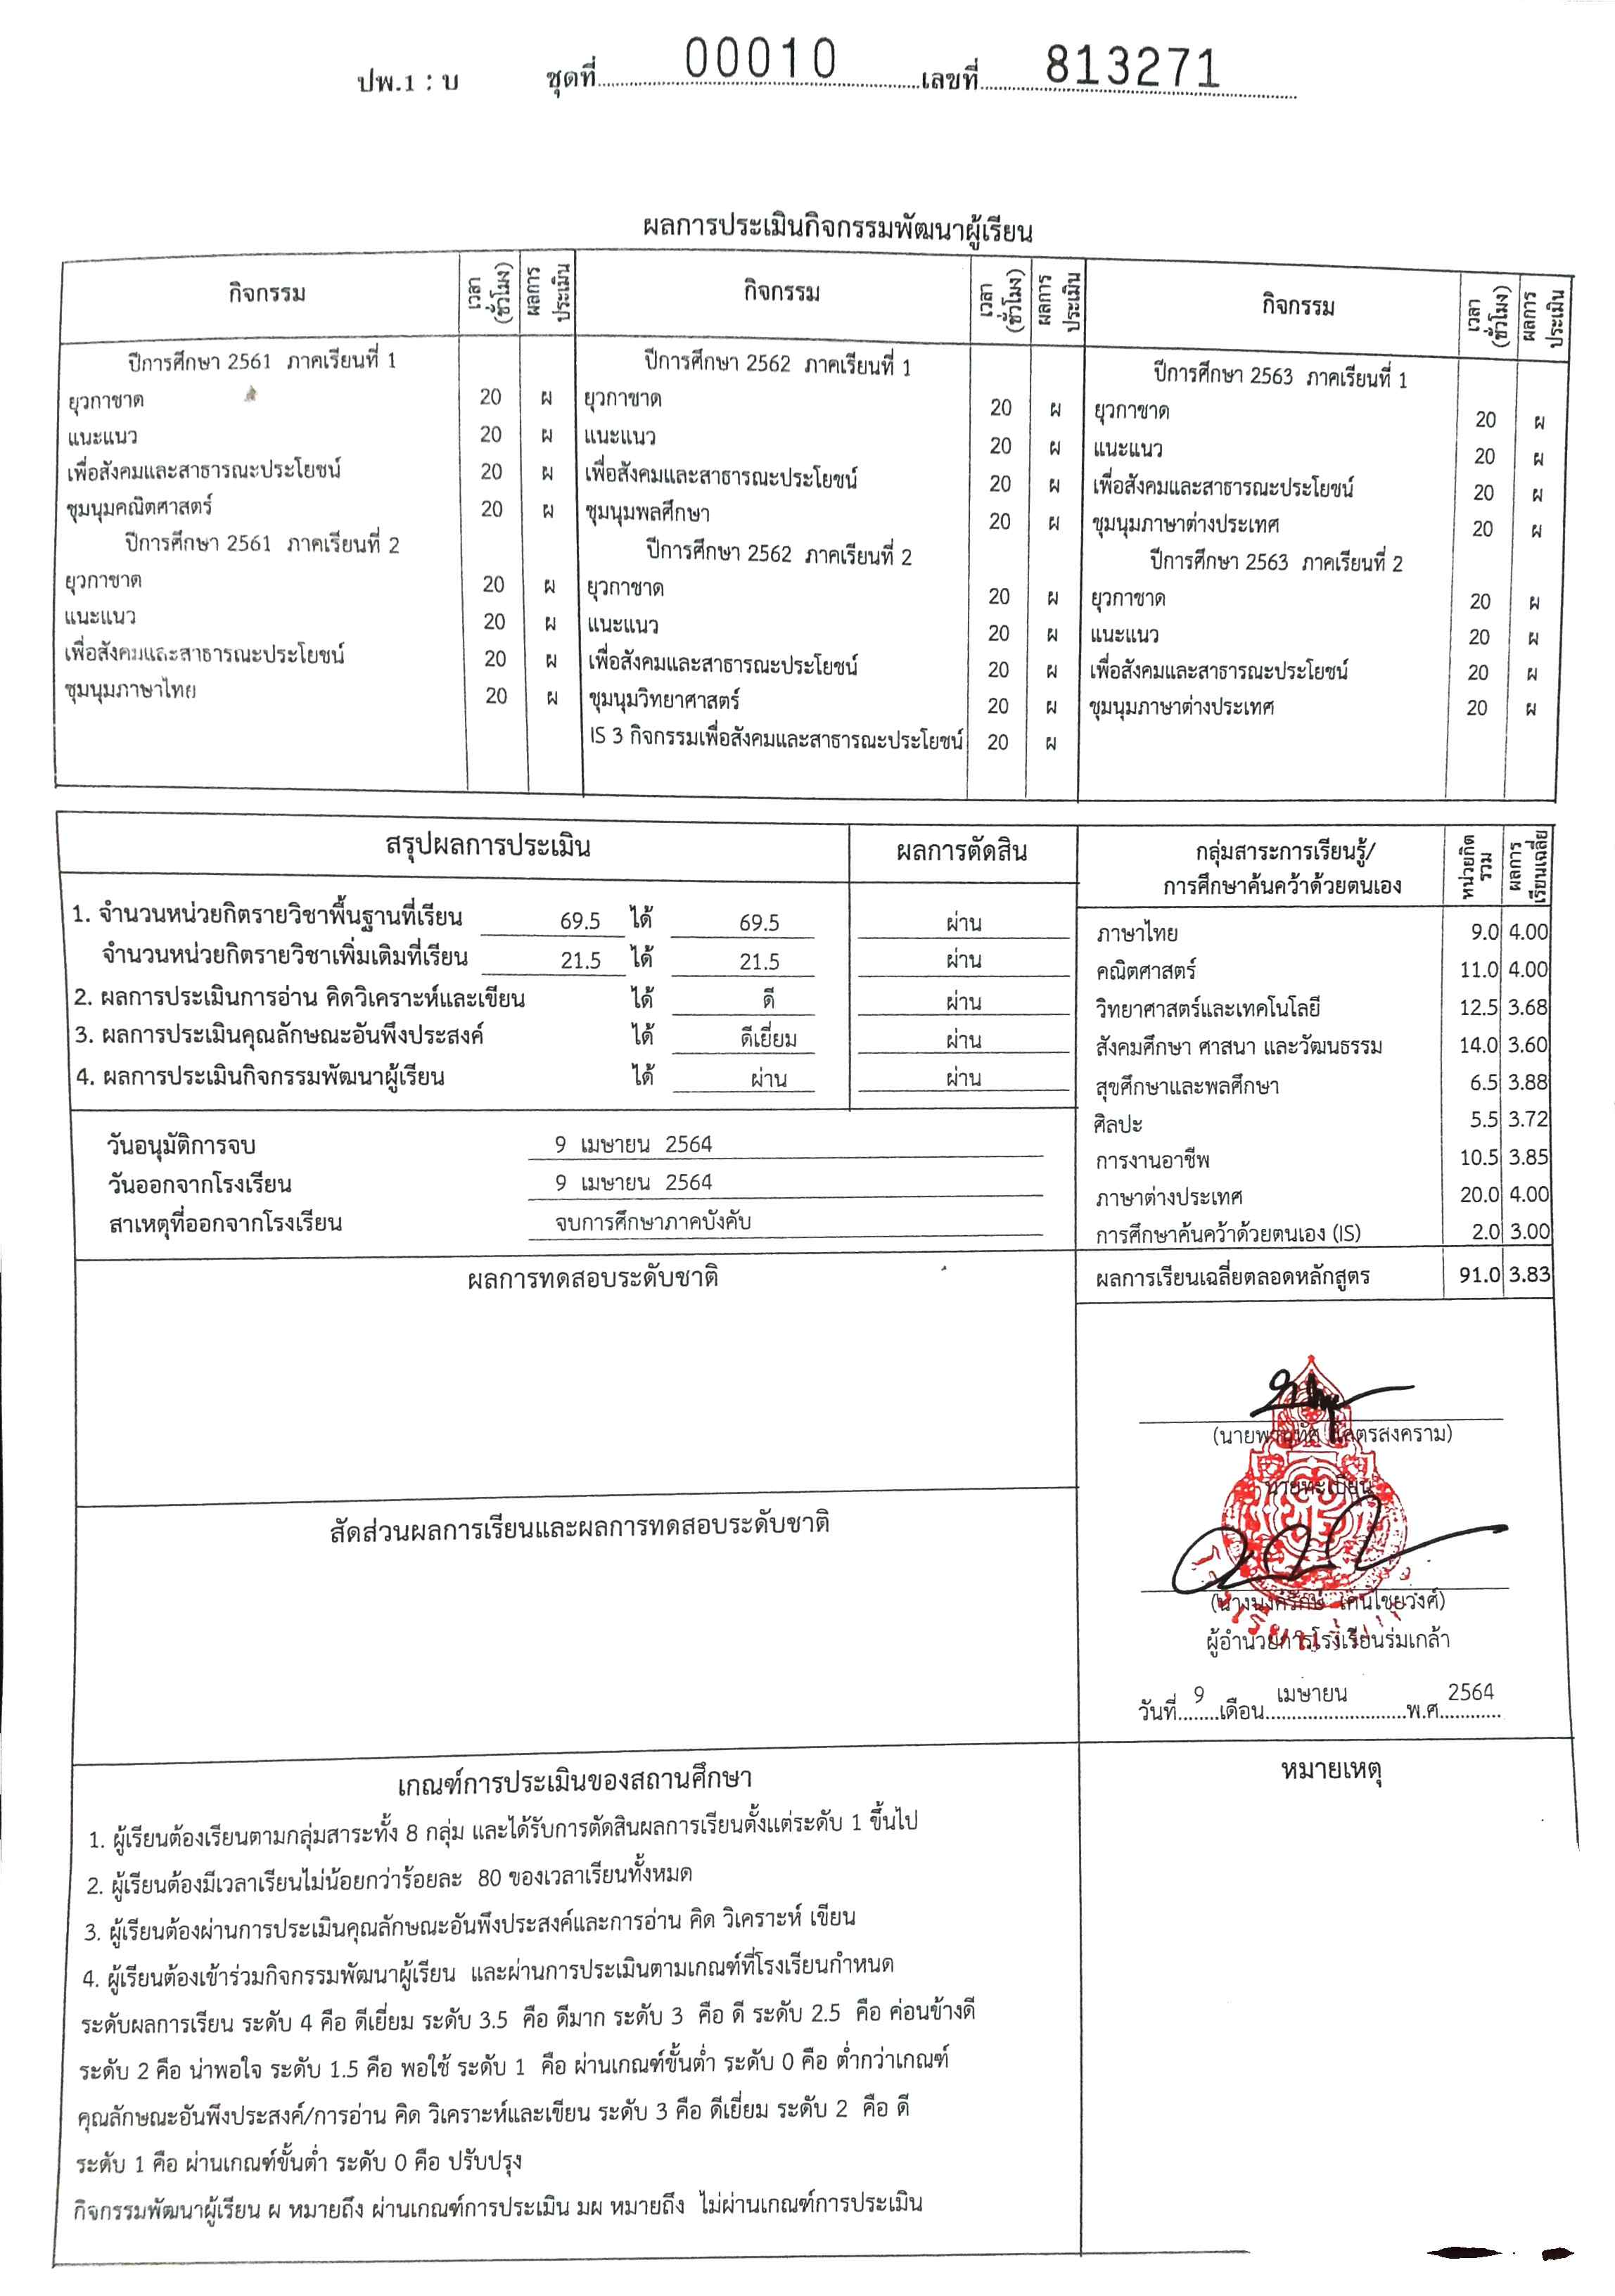 ปพ.1 : บ ชุดที่ 00010 เลขที่ 813271
ผลการประเมินกิจกรรมพัฒนาผู้เรียน
กิจกรรม เวลา (ชั่วโมง) ผลการประเมิน กิจกรรม เวลา (ชั่วโมง) ผลการประเมิน กิจกรรม เวลา (ชั่วโมง) ผลการประเมิน
ปีการศึกษา 2561 ภาคเรียนที่ 1
ยุวกาชาด 20 ผ
แนะแนว 20 ผ
เพื่อสังคมและสาธารณะประโยชน์ 20 ผ
ชุมนุมคณิตศาสตร์ 20 ผ
ปีการศึกษา 2561 ภาคเรียนที่ 2
ยุวกาชาด 20 ผ
แนะแนว 20 ผ
เพื่อสังคมและสาธารณะประโยชน์ 20 ผ
ชุมนุมภาษาไทย 20 ผ
ปีการศึกษา 2562 ภาคเรียนที่ 1
ยุวกาชาด 20 ผ
แนะแนว 20 ผ
เพื่อสังคมและสาธารณะประโยชน์ 20 ผ
ชุมนุมพลศึกษา 20 ผ
ปีการศึกษา 2562 ภาคเรียนที่ 2
ยุวกาชาด 20 ผ
แนะแนว 20 ผ
เพื่อสังคมและสาธารณะประโยชน์ 20 ผ
ชุมนุมวิทยาศาสตร์ 20 ผ
IS 3 กิจกรรมเพื่อสังคมและสาธารณะประโยชน์ 20 ผ
ปีการศึกษา 2563 ภาคเรียนที่ 1
ยุวกาชาด 20 ผ
แนะแนว 20 ผ
เพื่อสังคมและสาธารณะประโยชน์ 20 ผ
ชุมนุมภาษาต่างประเทศ 20 ผ
ปีการศึกษา 2563 ภาคเรียนที่ 2
ยุวกาชาด 20 ผ
แนะแนว 20 ผ
เพื่อสังคมและสาธารณะประโยชน์ 20 ผ
ชุมนุมภาษาต่างประเทศ 20 ผ
สรุปผลการประเมิน ผลการตัดสิน
1. จำนวนหน่วยกิตรายวิชาพื้นฐานที่เรียน 69.5 ได้ 69.5 ผ่าน
จำนวนหน่วยกิตรายวิชาเพิ่มเติมที่เรียน 21.5 ได้ 21.5 ผ่าน
2. ผลการประเมินการอ่าน คิดวิเคราะห์และเขียน ได้ ดี ผ่าน
3. ผลการประเมินคุณลักษณะอันพึงประสงค์ ได้ ดีเยี่ยม ผ่าน
4. ผลการประเมินกิจกรรมพัฒนาผู้เรียน ได้ ผ่าน ผ่าน
วันอนุมัติการจบ 9 เมษายน 2564
วันออกจากโรงเรียน 9 เมษายน 2564
สาเหตุที่ออกจากโรงเรียน จบการศึกษาภาคบังคับ
กลุ่มสาระการเรียนรู้/ หน่วยกิตรวม ผลการเรียนเฉลี่ย
การศึกษาค้นคว้าด้วยตนเอง
ภาษาไทย 9.0 4.00
คณิตศาสตร์ 11.0 4.00
วิทยาศาสตร์และเทคโนโลยี 12.5 3.68
สังคมศึกษา ศาสนา และวัฒนธรรม 14.0 3.60
สุขศึกษาและพลศึกษา 6.5 3.88
ศิลปะ 5.5 3.72
การงานอาชีพ 10.5 3.85
ภาษาต่างประเทศ 20.0 4.00
การศึกษาค้นคว้าด้วยตนเอง (IS) 2.0 3.00
ผลการเรียนเฉลี่ยตลอดหลักสูตร 91.0 3.83
ผลการทดสอบระดับชาติ
สัดส่วนผลการเรียนและผลการทดสอบระดับชาติ
นายทะเบียน
ผู้อำนวยการโรงเรียนร่มเกล้า
วันที่ 9 เดือน เมษายน พ.ศ. 2564
เกณฑ์การประเมินของสถานศึกษา
1. ผู้เรียนต้องเรียนตามกลุ่มสาระทั้ง 8 กลุ่ม และได้รับการตัดสินผลการเรียนตั้งแต่ระดับ 1 ขึ้นไป
2. ผู้เรียนต้องมีเวลาเรียนไม่น้อยกว่าร้อยละ 80 ของเวลาเรียนทั้งหมด
3. ผู้เรียนต้องผ่านการประเมินคุณลักษณะอันพึงประสงค์และการอ่าน คิด วิเคราะห์ เขียน
4. ผู้เรียนต้องเข้าร่วมกิจกรรมพัฒนาผู้เรียน และผ่านการประเมินตามเกณฑ์ที่โรงเรียนกำหนด
ระดับผลการเรียน ระดับ 4 คือ ดีเยี่ยม ระดับ 3.5 คือ ดีมาก ระดับ 3 คือ ดี ระดับ 2.5 คือ ค่อนข้างดี
ระดับ 2 คือ น่าพอใจ ระดับ 1.5 คือ พอใช้ ระดับ 1 คือ ผ่านเกณฑ์ขั้นต่ำ ระดับ 0 คือ ต่ำกว่าเกณฑ์
คุณลักษณะอันพึงประสงค์/การอ่าน คิด วิเคราะห์และเขียน ระดับ 3 คือ ดีเยี่ยม ระดับ 2 คือ ดี
ระดับ 1 คือ ผ่านเกณฑ์ขั้นต่ำ ระดับ 0 คือ ปรับปรุง
กิจกรรมพัฒนาผู้เรียน ผ หมายถึง ผ่านเกณฑ์การประเมิน มผ หมายถึง ไม่ผ่านเกณฑ์การประเมิน
หมายเหตุ